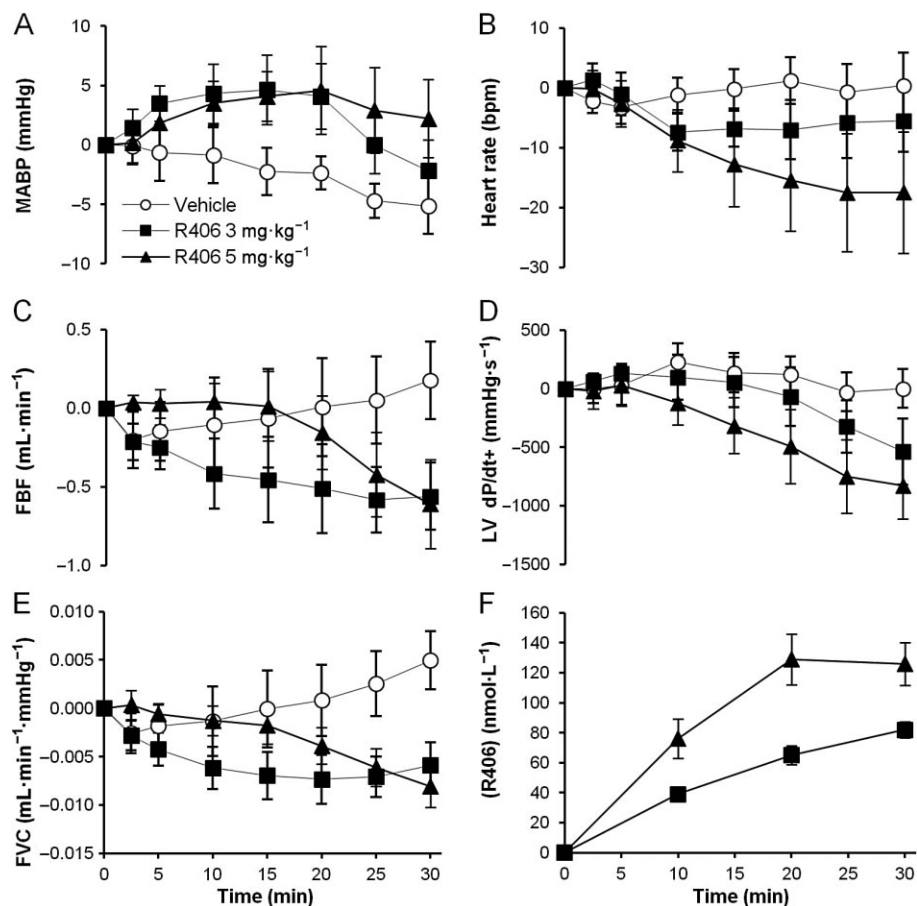 A
10
5
0
−5
−10
MABP (mmHg)
Vehicle
R406 3 mg·kg−1
R406 5 mg·kg−1
B
10
0
−10
−20
−30
Heart rate (bpm)
C
0.5
0.0
−0.5
−1.0
FBF (mL·min−1)
D
500
0
−500
−1000
−1500
LV dP/dt+ (mmHg·s−1)
E
0.010
0.005
0.000
−0.005
−0.010
−0.015
FVC (mL·min−1·mmHg−1)
0 5 10 15 20 25 30
Time (min)
F
160
140
120
100
80
60
40
20
0
(R406) (nmol·L−1)
0 5 10 15 20 25 30
Time (min)